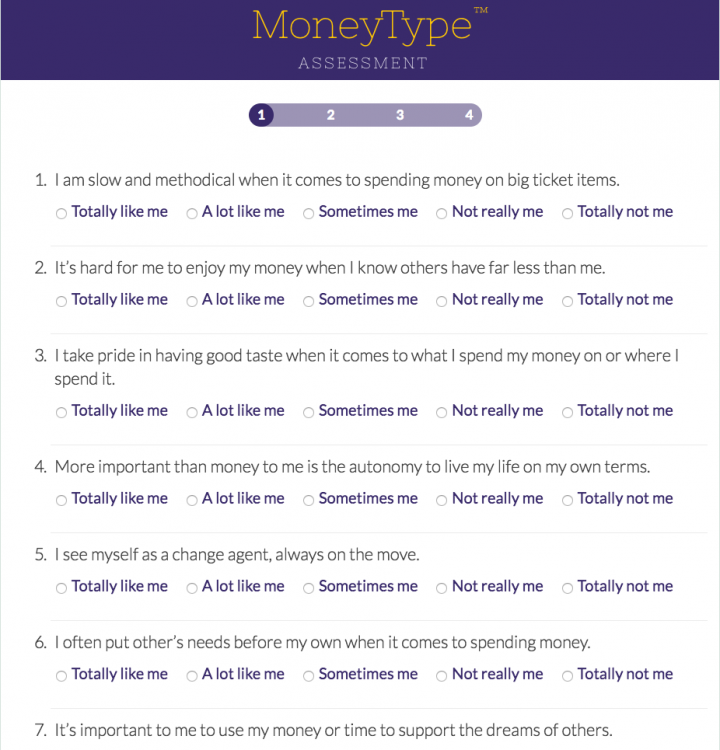 MoneyType™
ASSESSMENT
1 2 3 4
1. I am slow and methodical when it comes to spending money on big ticket items.
Totally like me A lot like me Sometimes me Not really me Totally not me
2. It's hard for me to enjoy my money when I know others have far less than me.
Totally like me A lot like me Sometimes me Not really me Totally not me
3. I take pride in having good taste when it comes to what I spend my money on or where I
spend it.
Totally like me A lot like me Sometimes me Not really me Totally not me
4. More important than money to me is the autonomy to live my life on my own terms.
Totally like me A lot like me Sometimes me Not really me Totally not me
5. I see myself as a change agent, always on the move.
Totally like me A lot like me Sometimes me Not really me Totally not me
6. I often put other's needs before my own when it comes to spending money.
Totally like me A lot like me Sometimes me Not really me Totally not me
7. It's important to me to use my money or time to support the dreams of others.